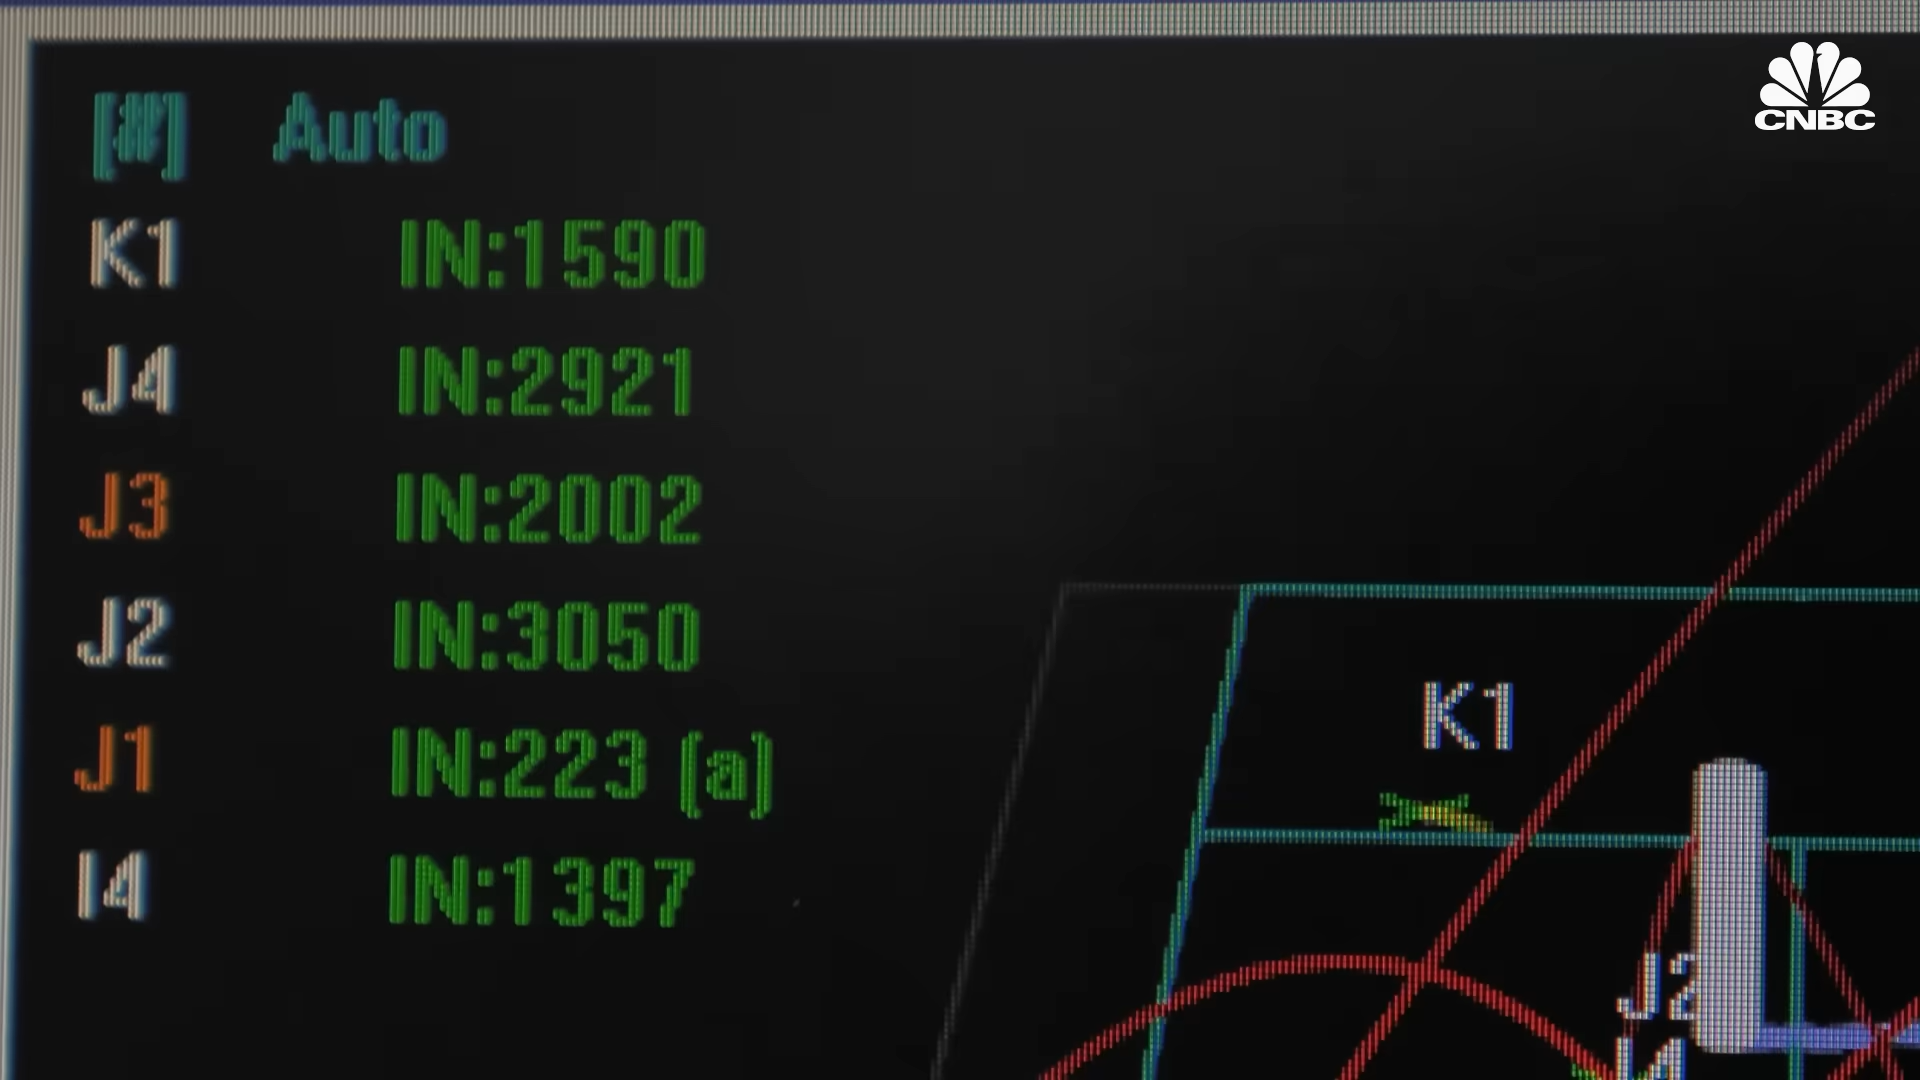 CNBC
[#] Auto
K1 IN:1590
J4 IN:2921
J3 IN:2002
J2 IN:3050
J1 IN:223 (a)
I4 IN:1397
K1
J2
I4